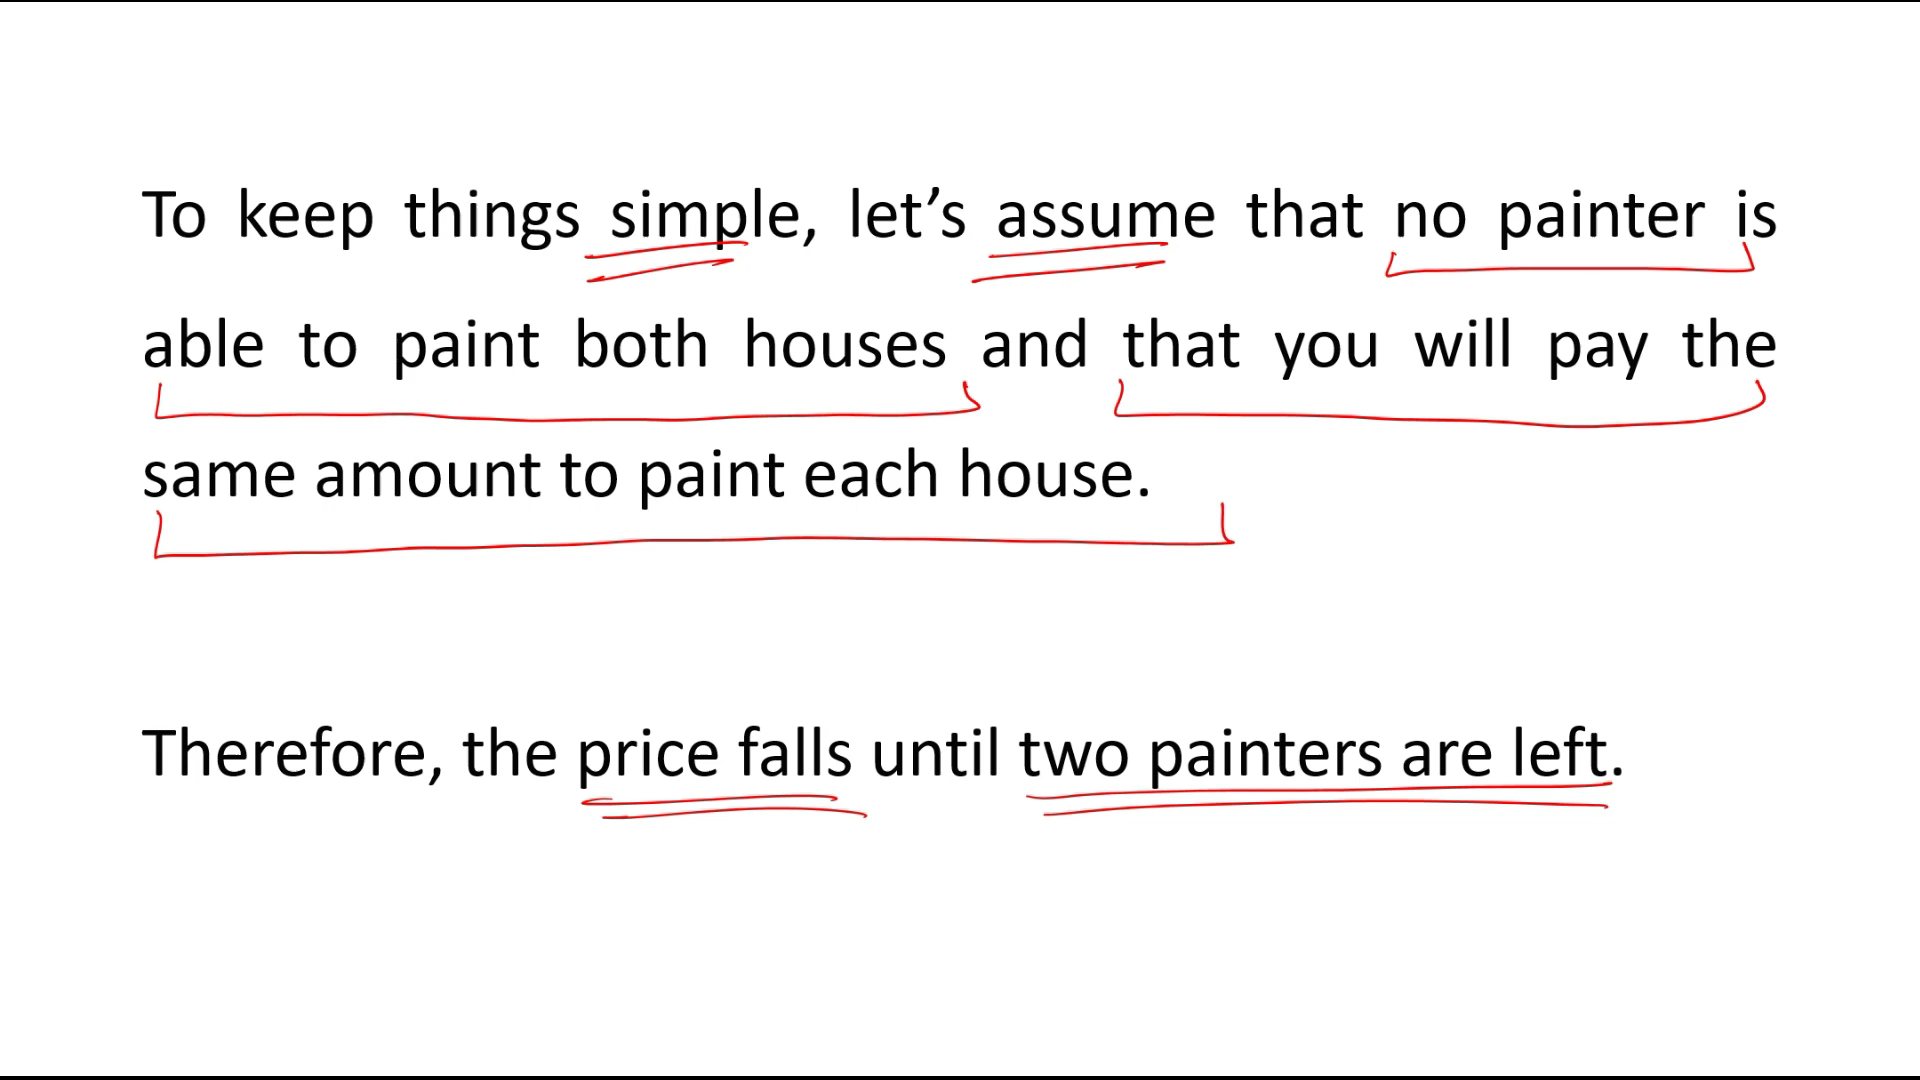 To keep things simple, let’s assume that no painter is
able to paint both houses and that you will pay the
same amount to paint each house.
Therefore, the price falls until two painters are left.